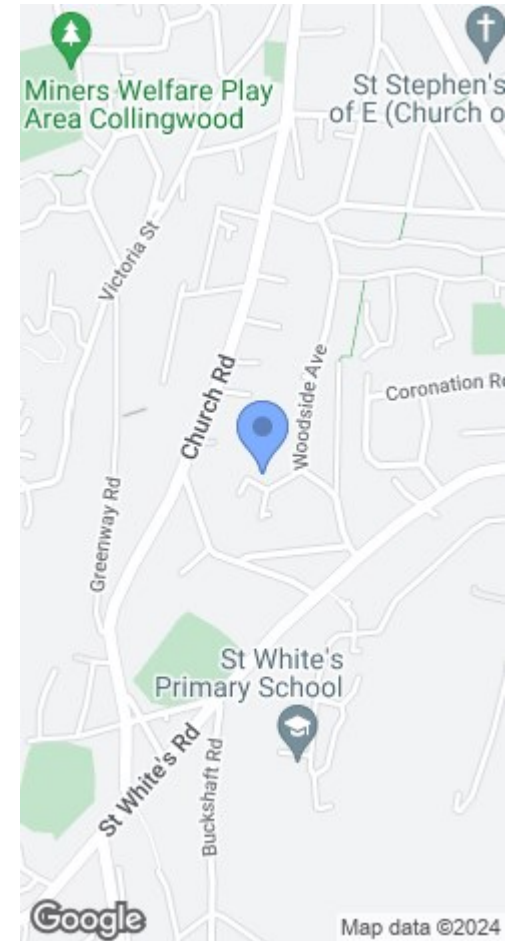 Miners Welfare Play
Area Collingwood
St Stephen's
of E (Church o
Victoria St
Church Rd
Woodside Ave
Coronation Rd
Greenway Rd
St White's
Primary School
St White's Rd
Buckshaft Rd
Google
Map data ©2024